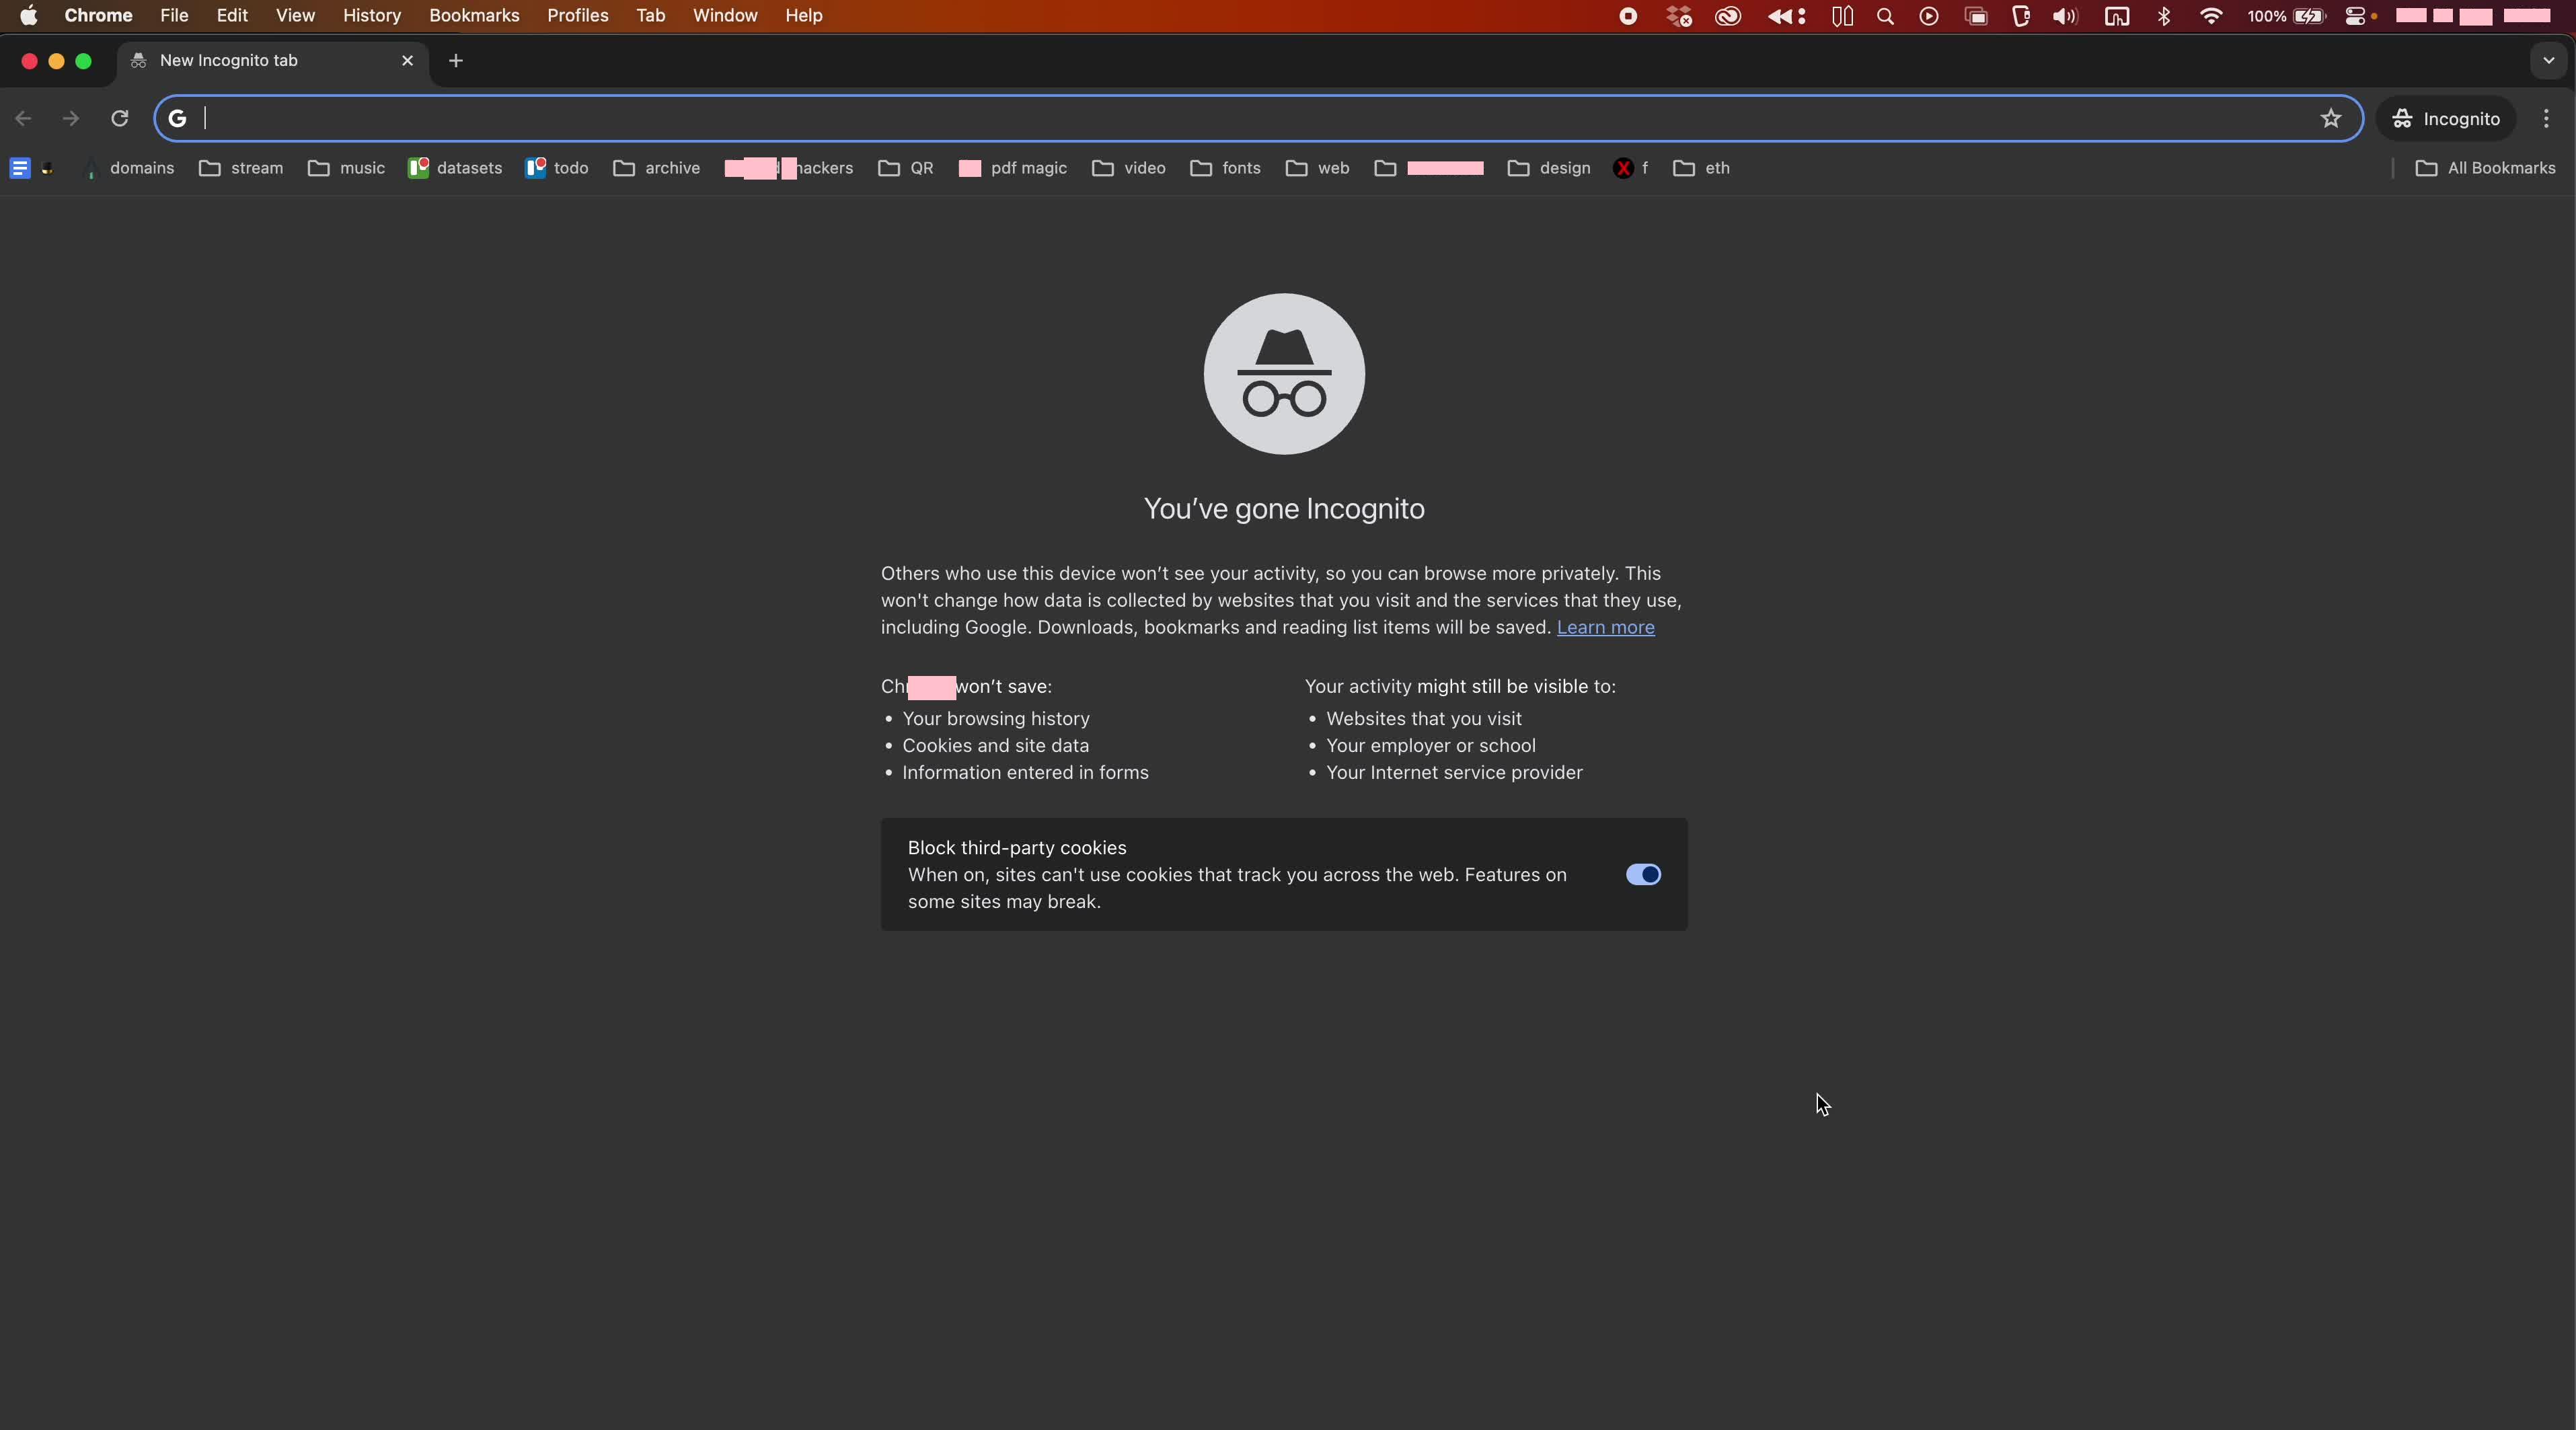 Chrome File Edit View History Bookmarks Profiles Tab Window Help 100%
New Incognito tab
Incognito
domains stream music datasets todo archive QR pdf magic video fonts web design f eth All Bookmarks
You've gone Incognito
Others who use this device won't see your activity, so you can browse more privately. This
won't change how data is collected by websites that you visit and the services that they use,
including Google. Downloads, bookmarks and reading list items will be saved. Learn more
won't save:
Your activity might still be visible to:
• Your browsing history
• Cookies and site data
• Information entered in forms
• Websites that you visit
• Your employer or school
• Your Internet service provider
Block third-party cookies
When on, sites can't use cookies that track you across the web. Features on
some sites may break.